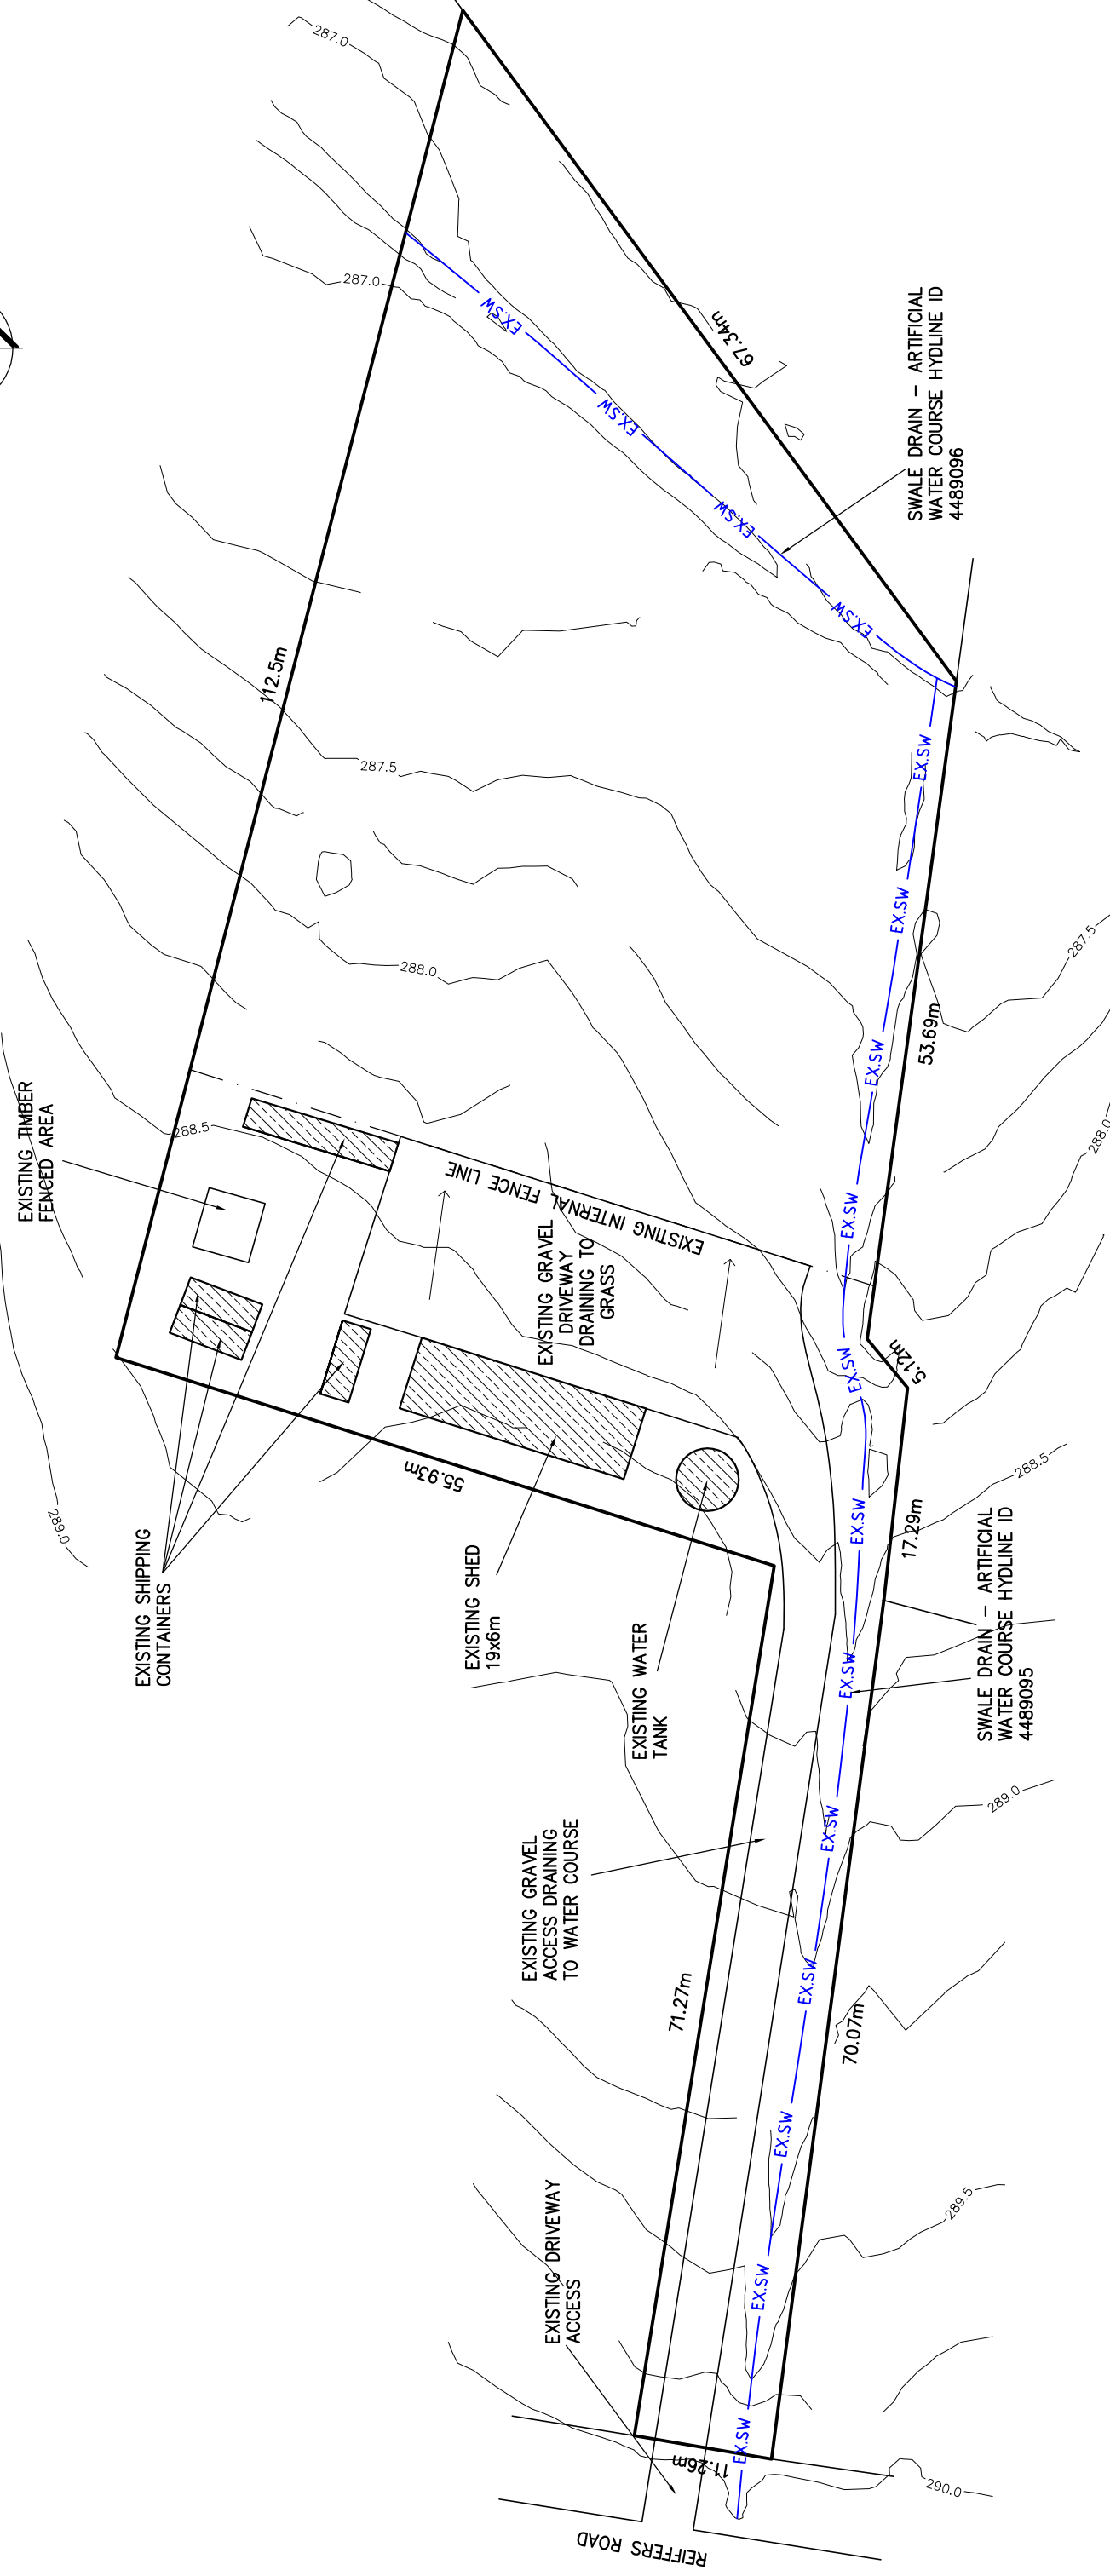 287.0
287.0
EX.SW
67.34m
SWALE DRAIN – ARTIFICIAL
WATER COURSE HYDLINE ID
4489096
EX.SW
EX.SW
EX.SW
112.5m
287.5
EX.SW
EX.SW
287.5
288.0
53.69m
EX.SW
EXISTING TIMBER
FENCED AREA
288.5
288.0
EXISTING INTERNAL FENCE LINE
EX.SW
EXISTING GRAVEL
DRIVEWAY
DRAINING TO
GRASS
5.12m
EX.SW
55.93m
288.5
289.0
EX.SW
17.29m
EXISTING SHIPPING
CONTAINERS
EXISTING SHED
19x6m
EXISTING WATER
TANK
EX.SW
SWALE DRAIN – ARTIFICIAL
WATER COURSE HYDLINE ID
4489095
289.0
EX.SW
EXISTING GRAVEL
ACCESS DRAINING
TO WATER COURSE
71.27m
EX.SW
70.07m
EX.SW
EXISTING DRIVEWAY
ACCESS
289.5
EX.SW
EX.SW
11.26m
290.0
REIFFERS ROAD